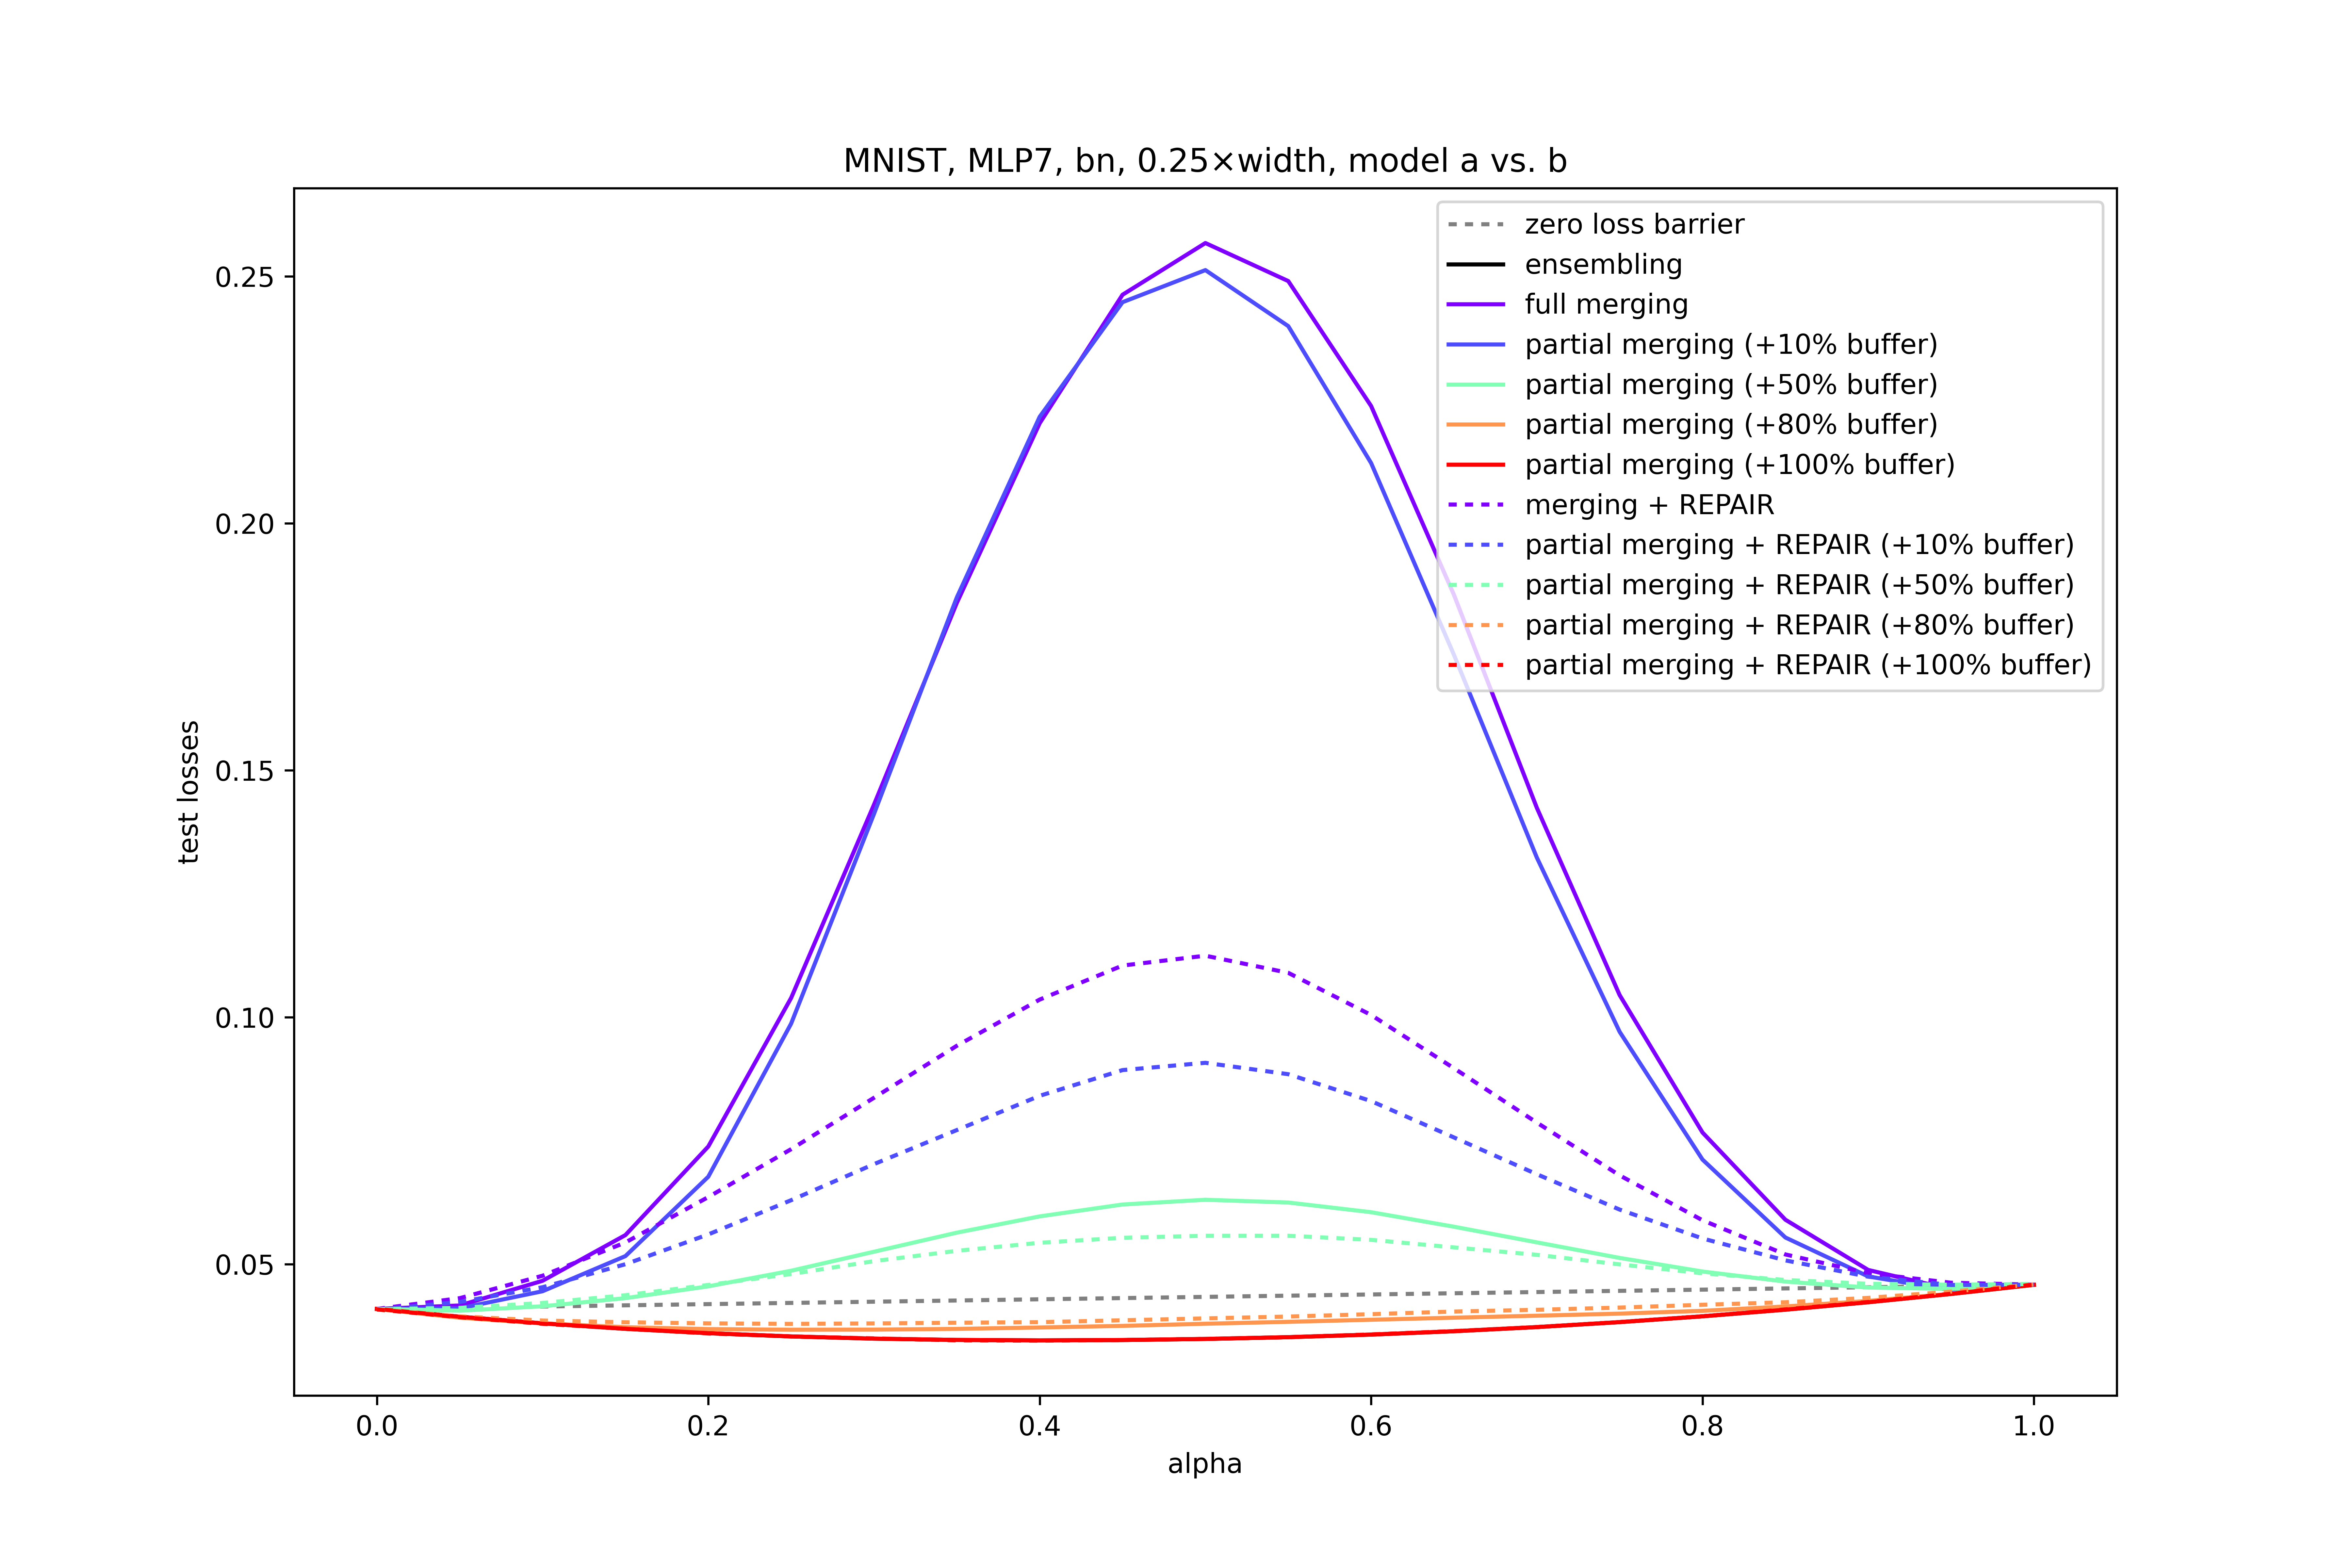 MNIST, MLP7, bn, 0.25×width, model a vs. b
zero loss barrier
ensembling
full merging
partial merging (+10% buffer)
partial merging (+50% buffer)
partial merging (+80% buffer)
partial merging (+100% buffer)
merging + REPAIR
partial merging + REPAIR (+10% buffer)
partial merging + REPAIR (+50% buffer)
partial merging + REPAIR (+80% buffer)
partial merging + REPAIR (+100% buffer)
test losses
0.25
0.20
0.15
0.10
0.05
0.0 0.2 0.4 0.6 0.8 1.0
alpha